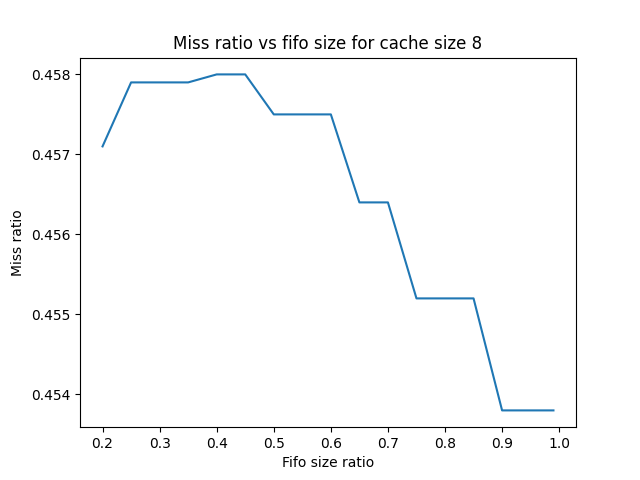 Miss ratio vs fifo size for cache size 8
Miss ratio
0.458
0.457
0.456
0.455
0.454
0.2 0.3 0.4 0.5 0.6 0.7 0.8 0.9 1.0
Fifo size ratio